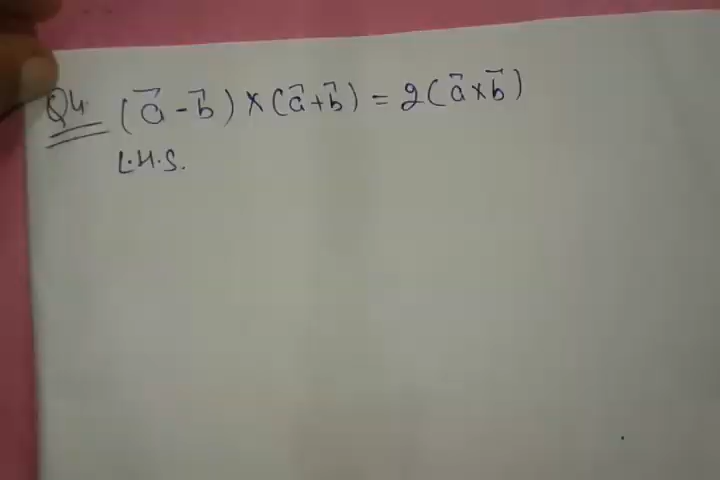 Q4. (a⃗ - b⃗) × (a⃗ + b⃗) = 2(a⃗ × b⃗)
L.H.S.